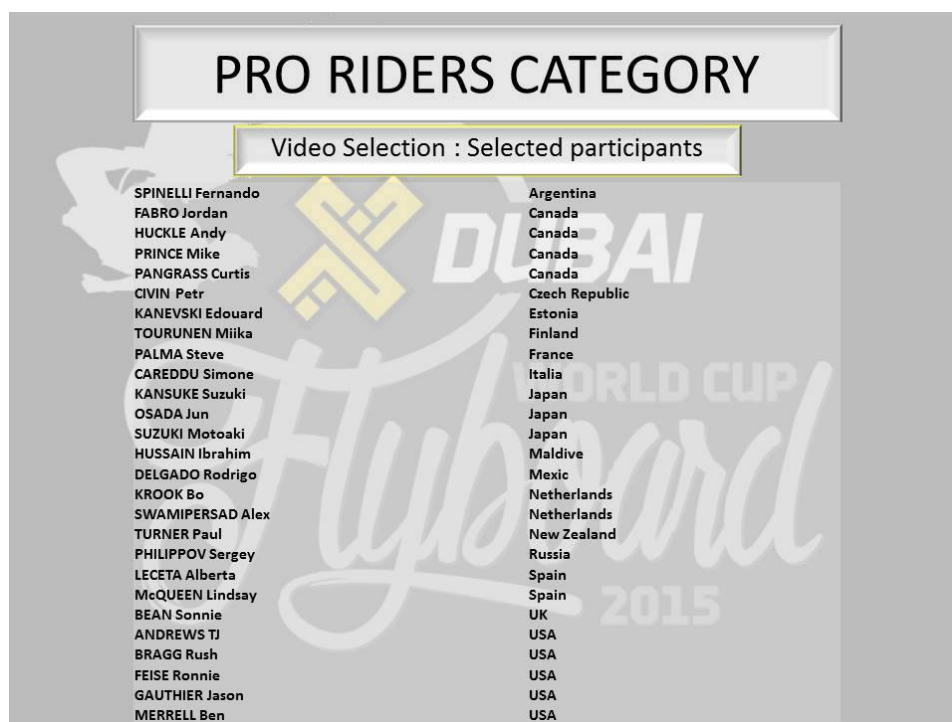 PRO RIDERS CATEGORY
Video Selection : Selected participants
SPINELLI Fernando Argentina
FABRO Jordan Canada
HUCKLE Andy Canada
PRINCE Mike Canada
PANGRASS Curtis Canada
CIVIN Petr Czech Republic
KANEVSKI Edouard Estonia
TOURUNEN Miika Finland
PALMA Steve France
CAREDDU Simone Italia
KANSUKE Suzuki Japan
OSADA Jun Japan
SUZUKI Motoaki Japan
HUSSAIN Ibrahim Maldive
DELGADO Rodrigo Mexic
KROOK Bo Netherlands
SWAMIPERSAD Alex Netherlands
TURNER Paul New Zealand
PHILIPPOV Sergey Russia
LECETA Alberta Spain
McQUEEN Lindsay Spain
BEAN Sonnie UK
ANDREWS TJ USA
BRAGG Rush USA
FEISE Ronnie USA
GAUTHIER Jason USA
MERRELL Ben USA
DUBAI
WORLD CUP
Flyboard
2015